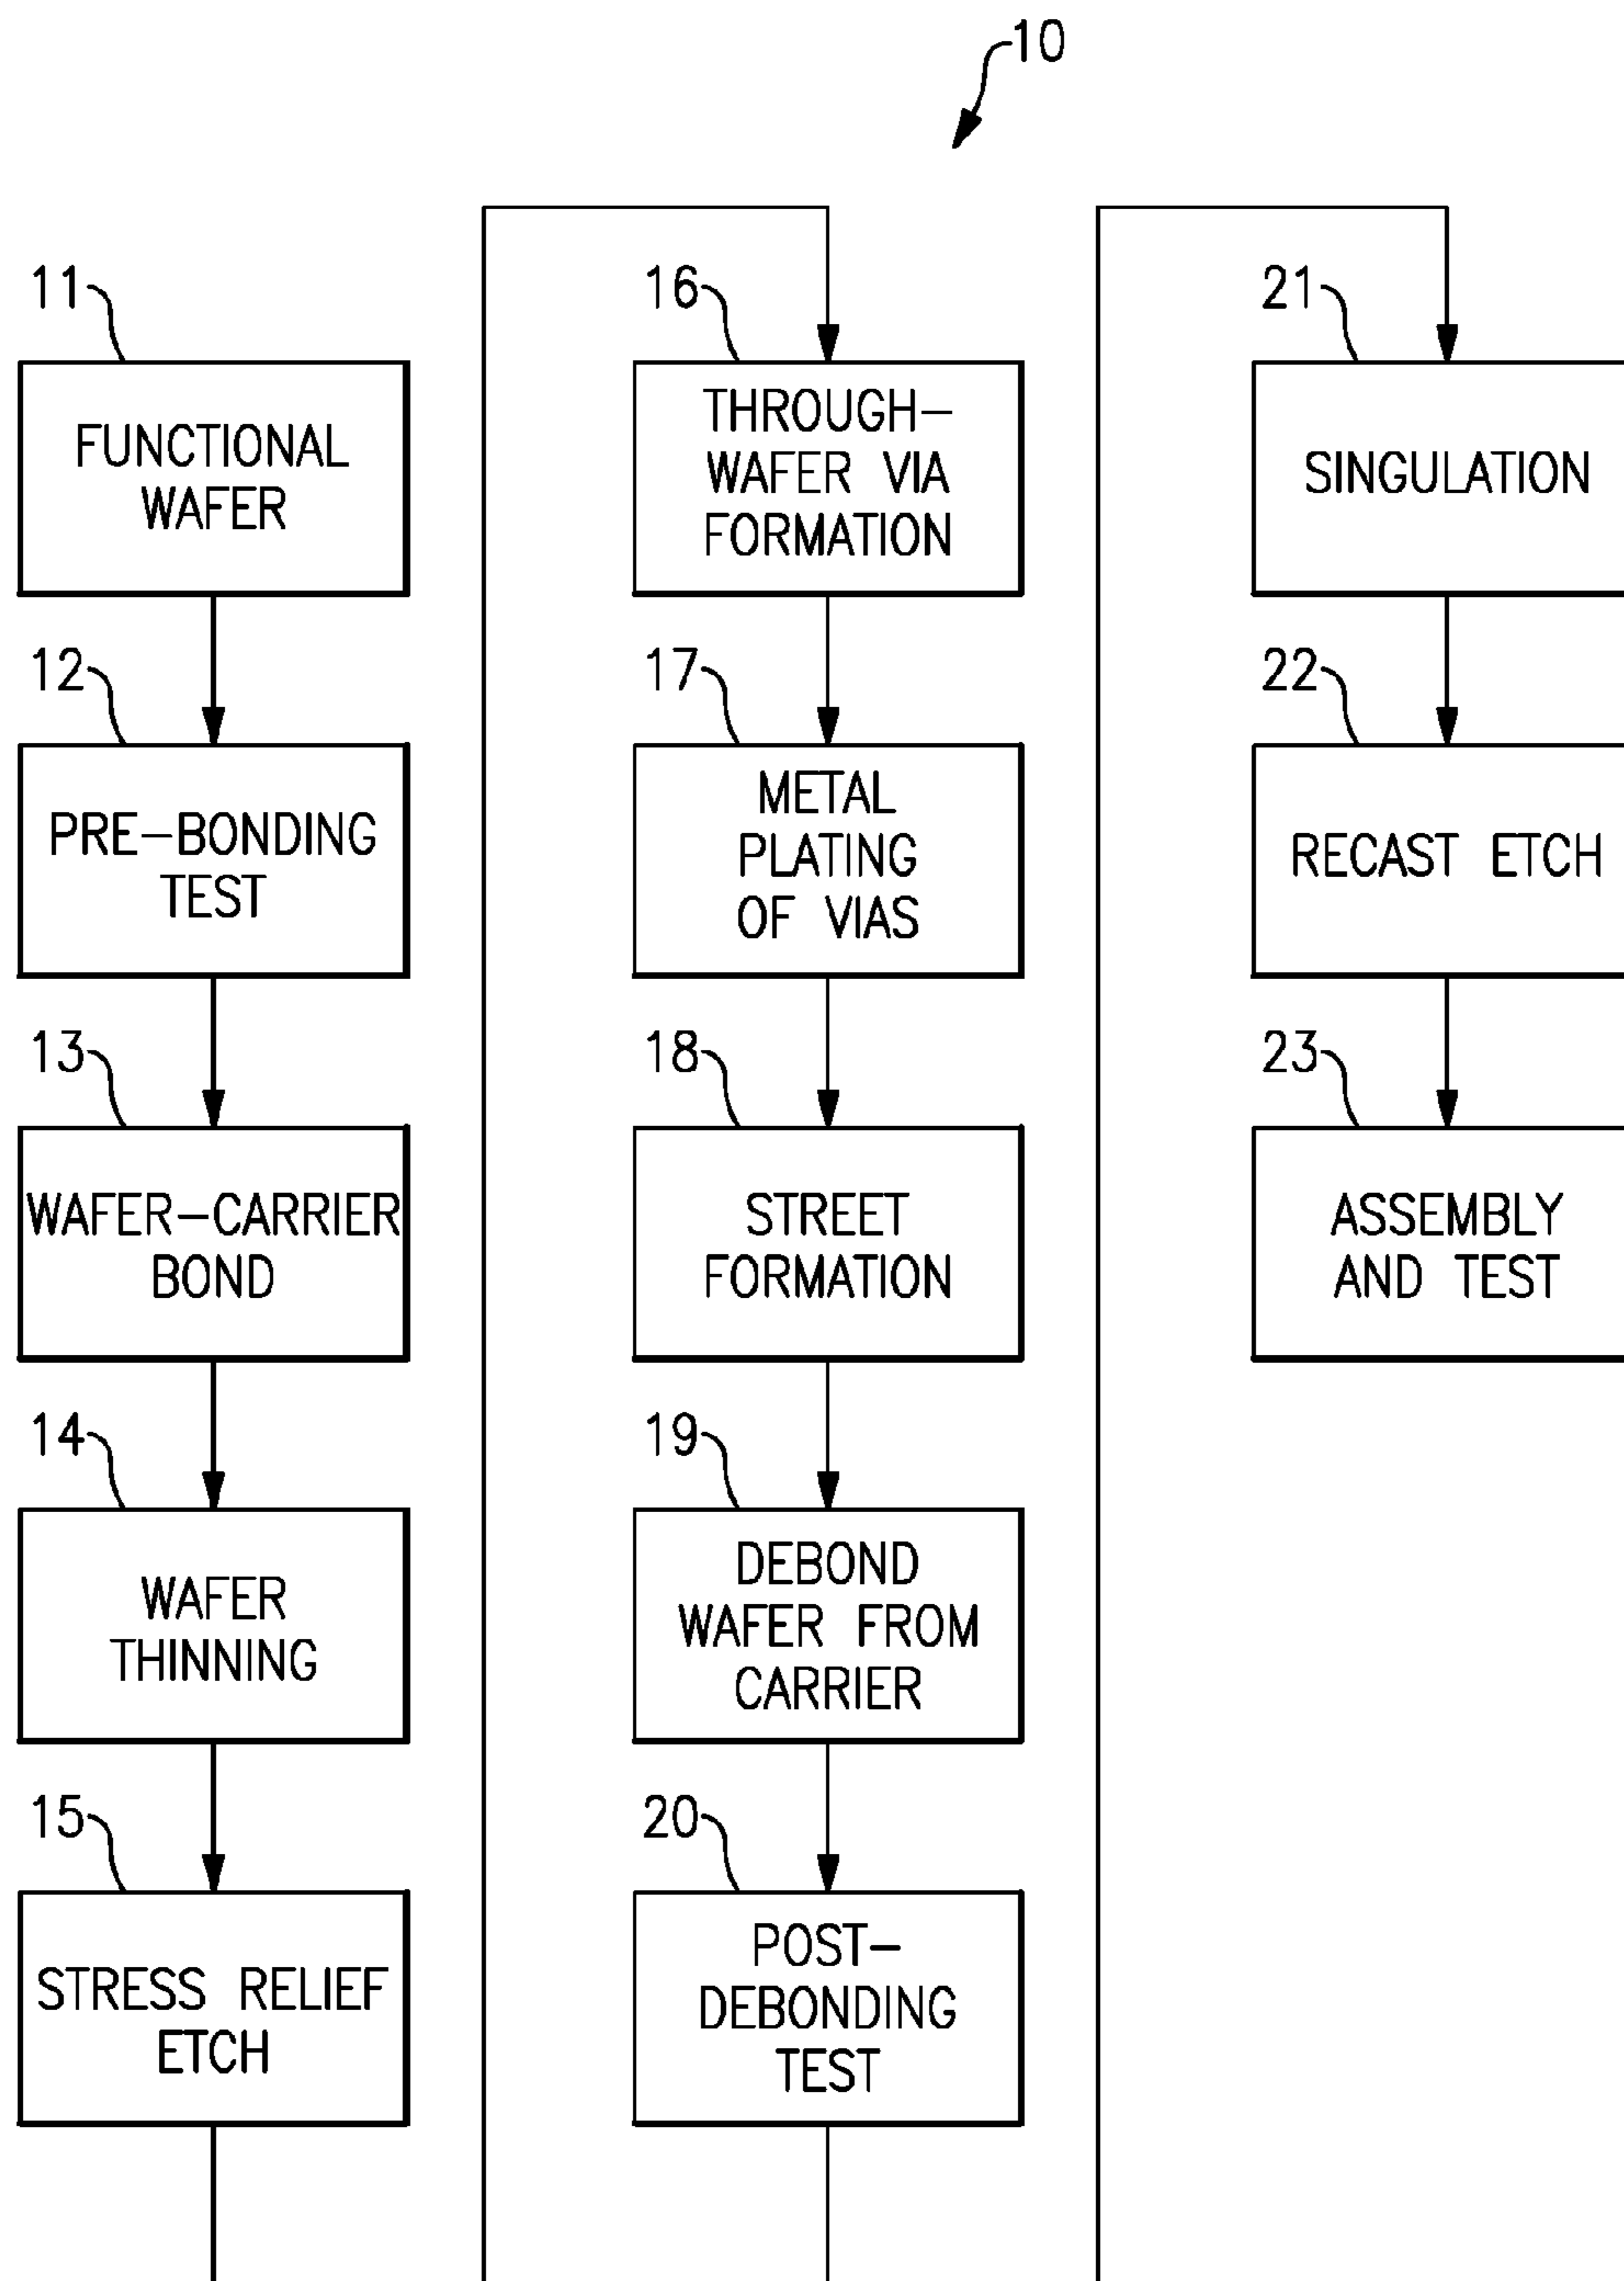 10
11
FUNCTIONAL
WAFER
12
PRE-BONDING
TEST
13
WAFER-CARRIER
BOND
14
WAFER
THINNING
15
STRESS RELIEF
ETCH
16
THROUGH-
WAFER VIA
FORMATION
17
METAL
PLATING
OF VIAS
18
STREET
FORMATION
19
DEBOND
WAFER FROM
CARRIER
20
POST-
DEBONDING
TEST
21
SINGULATION
22
RECAST ETCH
23
ASSEMBLY
AND TEST